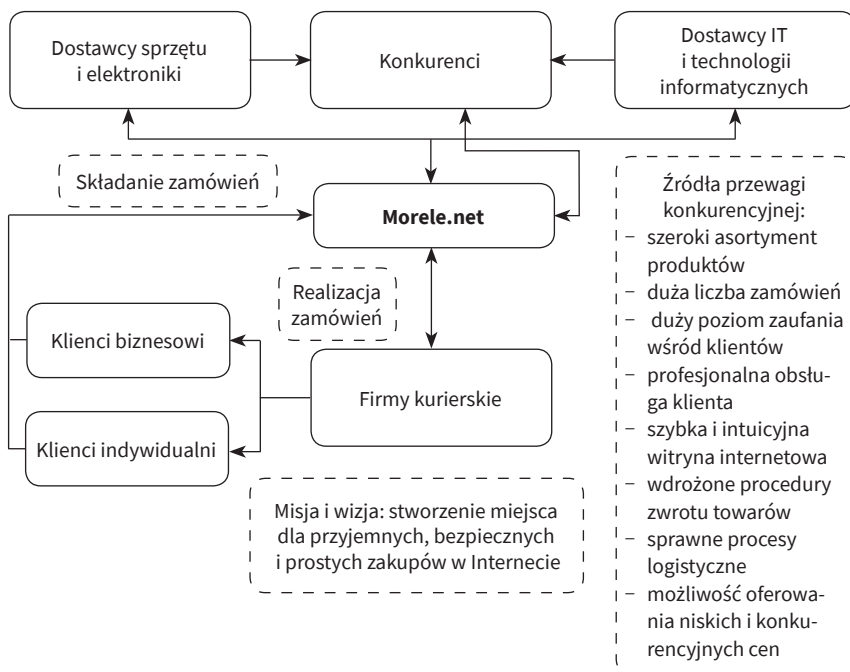 Dostawcy sprzętu
i elektroniki
Konkurenci
Dostawcy IT
i technologii
informatycznych
Składanie zamówień
Morele.net
Realizacja
zamówień
Klienci biznesowi
Klienci indywidualni
Firmy kurierskie
Misja i wizja: stworzenie miejsca
dla przyjemnych, bezpiecznych
i prostych zakupów w Internecie
Źródła przewagi
konkurencyjnej:
– szeroki asortyment
produktów
– duża liczba zamówień
– duży poziom zaufania
wśród klientów
– profesjonalna obsłu-
ga klienta
– szybka i intuicyjna
witryna internetowa
– wdrożone procedury
zwrotu towarów
– sprawne procesy
logistyczne
– możliwość oferowa-
nia niskich i konku-
rencyjnych cen